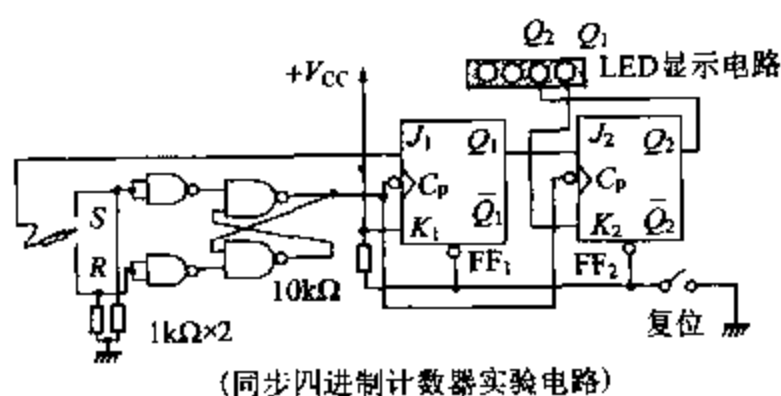 Q₂ Q₁
LED显示电路
+V_CC
J₁ Q₁
C_p
K₁ Q̄₁
FF₁
J₂ Q₂
C_p
K₂ Q̄₂
FF₂
S
R
10kΩ
1kΩ×2
复位
(同步四进制计数器实验电路)